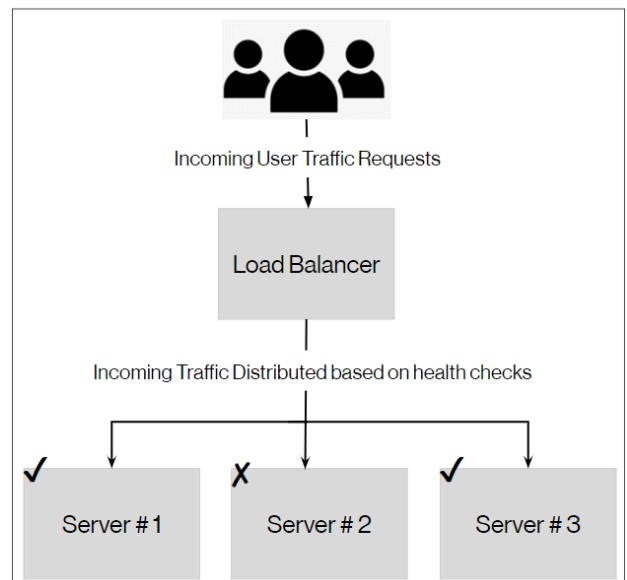 Incoming User Traffic Requests
Load Balancer
Incoming Traffic Distributed based on health checks
✓
✗
✓
Server # 1
Server # 2
Server # 3